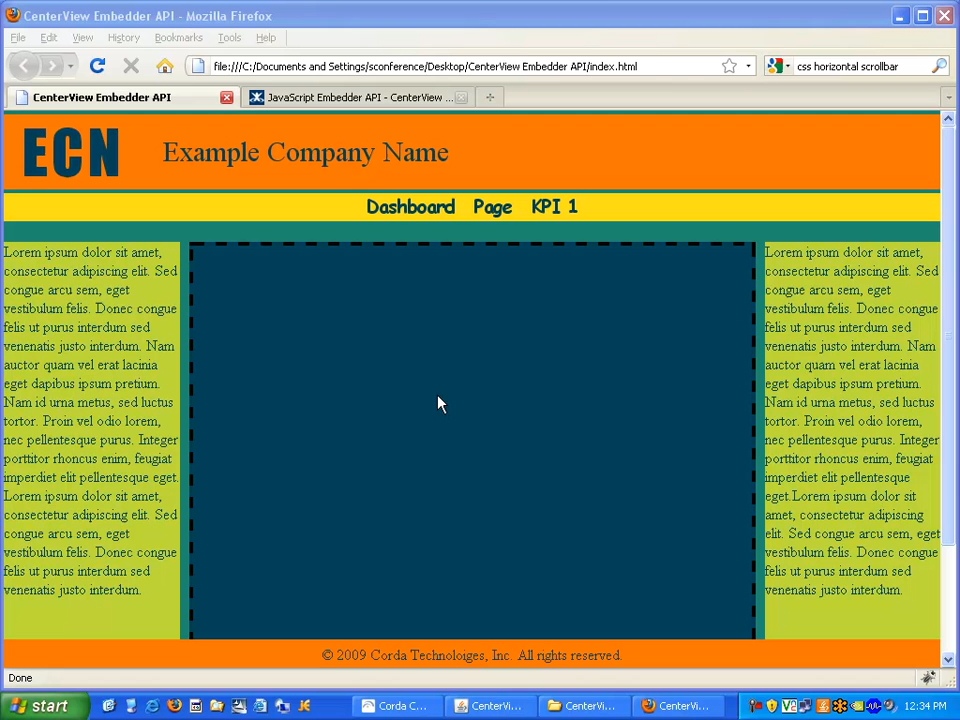 CenterView Embedder API - Mozilla Firefox
File Edit View History Bookmarks Tools Help
file:///C:/Documents and Settings/sconference/Desktop/CenterView Embedder API/index.html
css horizontal scrollbar
CenterView Embedder API
JavaScript Embedder API - CenterView ...
ECN
Example Company Name
Dashboard Page KPI 1
Lorem ipsum dolor sit amet,
consectetur adipiscing elit. Sed
congue arcu sem, eget
vestibulum felis. Donec congue
felis ut purus interdum sed
venenatis justo interdum. Nam
auctor quam vel erat lacinia
eget dapibus ipsum pretium.
Nam id urna metus, sed luctus
tortor. Proin vel odio lorem,
nec pellentesque purus. Integer
porttitor rhoncus enim, feugiat
imperdiet elit pellentesque eget.
Lorem ipsum dolor sit amet,
consectetur adipiscing elit. Sed
congue arcu sem, eget
vestibulum felis. Donec congue
felis ut purus interdum sed
venenatis justo interdum.
Lorem ipsum dolor sit amet,
consectetur adipiscing elit. Sed
congue arcu sem, eget
vestibulum felis. Donec congue
felis ut purus interdum sed
venenatis justo interdum. Nam
auctor quam vel erat lacinia
eget dapibus ipsum pretium.
Nam id urna metus, sed luctus
tortor. Proin vel odio lorem,
nec pellentesque purus. Integer
porttitor rhoncus enim, feugiat
imperdiet elit pellentesque
eget.Lorem ipsum dolor sit
amet, consectetur adipiscing
elit. Sed congue arcu sem, eget
vestibulum felis. Donec congue
felis ut purus interdum sed
venenatis justo interdum.
© 2009 Corda Technoloiges, Inc. All rights reserved.
Done
start
Corda C...
CenterVi...
CenterVi...
CenterVi...
12:34 PM